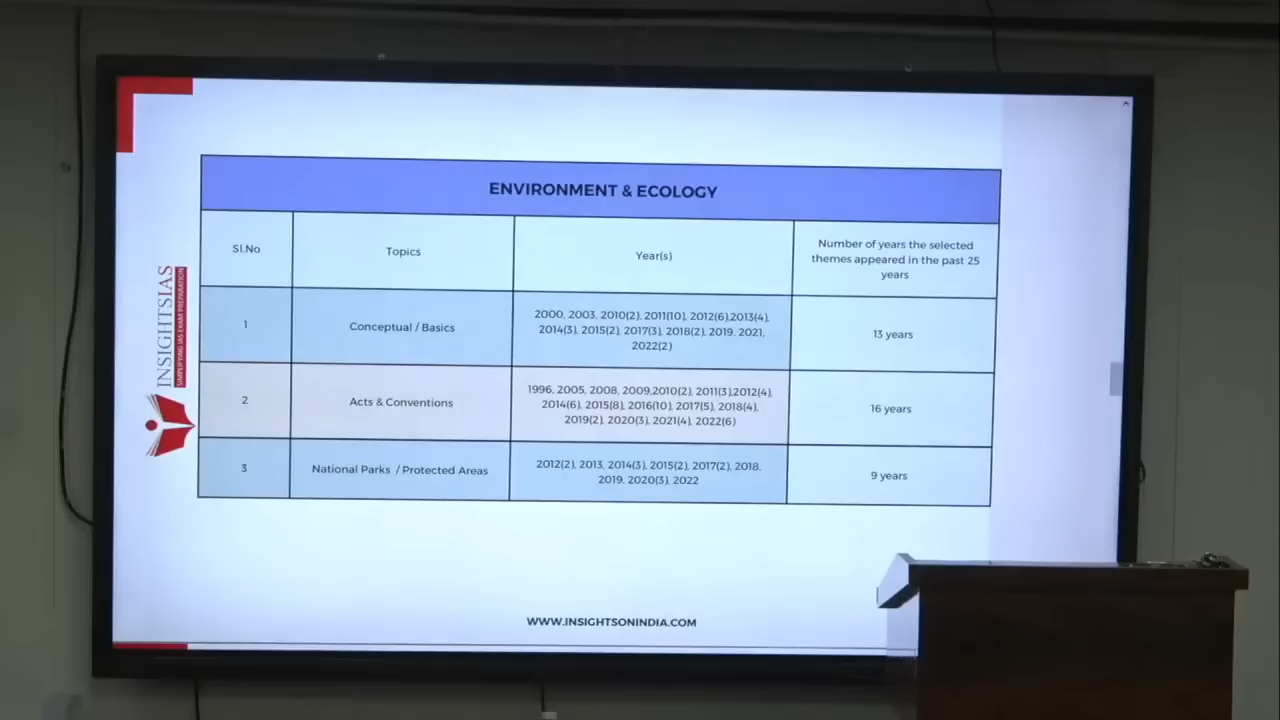 ENVIRONMENT & ECOLOGY
Sl.No
Topics
Year(s)
Number of years the selected
themes appeared in the past 25
years
1
Conceptual / Basics
2000, 2003, 2010(2), 2011(10), 2012(6),2013(4),
2014(3), 2015(2), 2017(3), 2018(2), 2019, 2021,
2022(2)
13 years
2
Acts & Conventions
1996, 2005, 2008, 2009,2010(2), 2011(3),2012(4),
2014(6), 2015(8), 2016(10), 2017(5), 2018(4),
2019(2), 2020(3), 2021(4), 2022(6)
16 years
3
National Parks / Protected Areas
2012(2), 2013, 2014(3), 2015(2), 2017(2), 2018,
2019, 2020(3), 2022
9 years
INSIGHTSIAS
SIMPLIFYING IAS EXAM PREPARATION
WWW.INSIGHTSONINDIA.COM